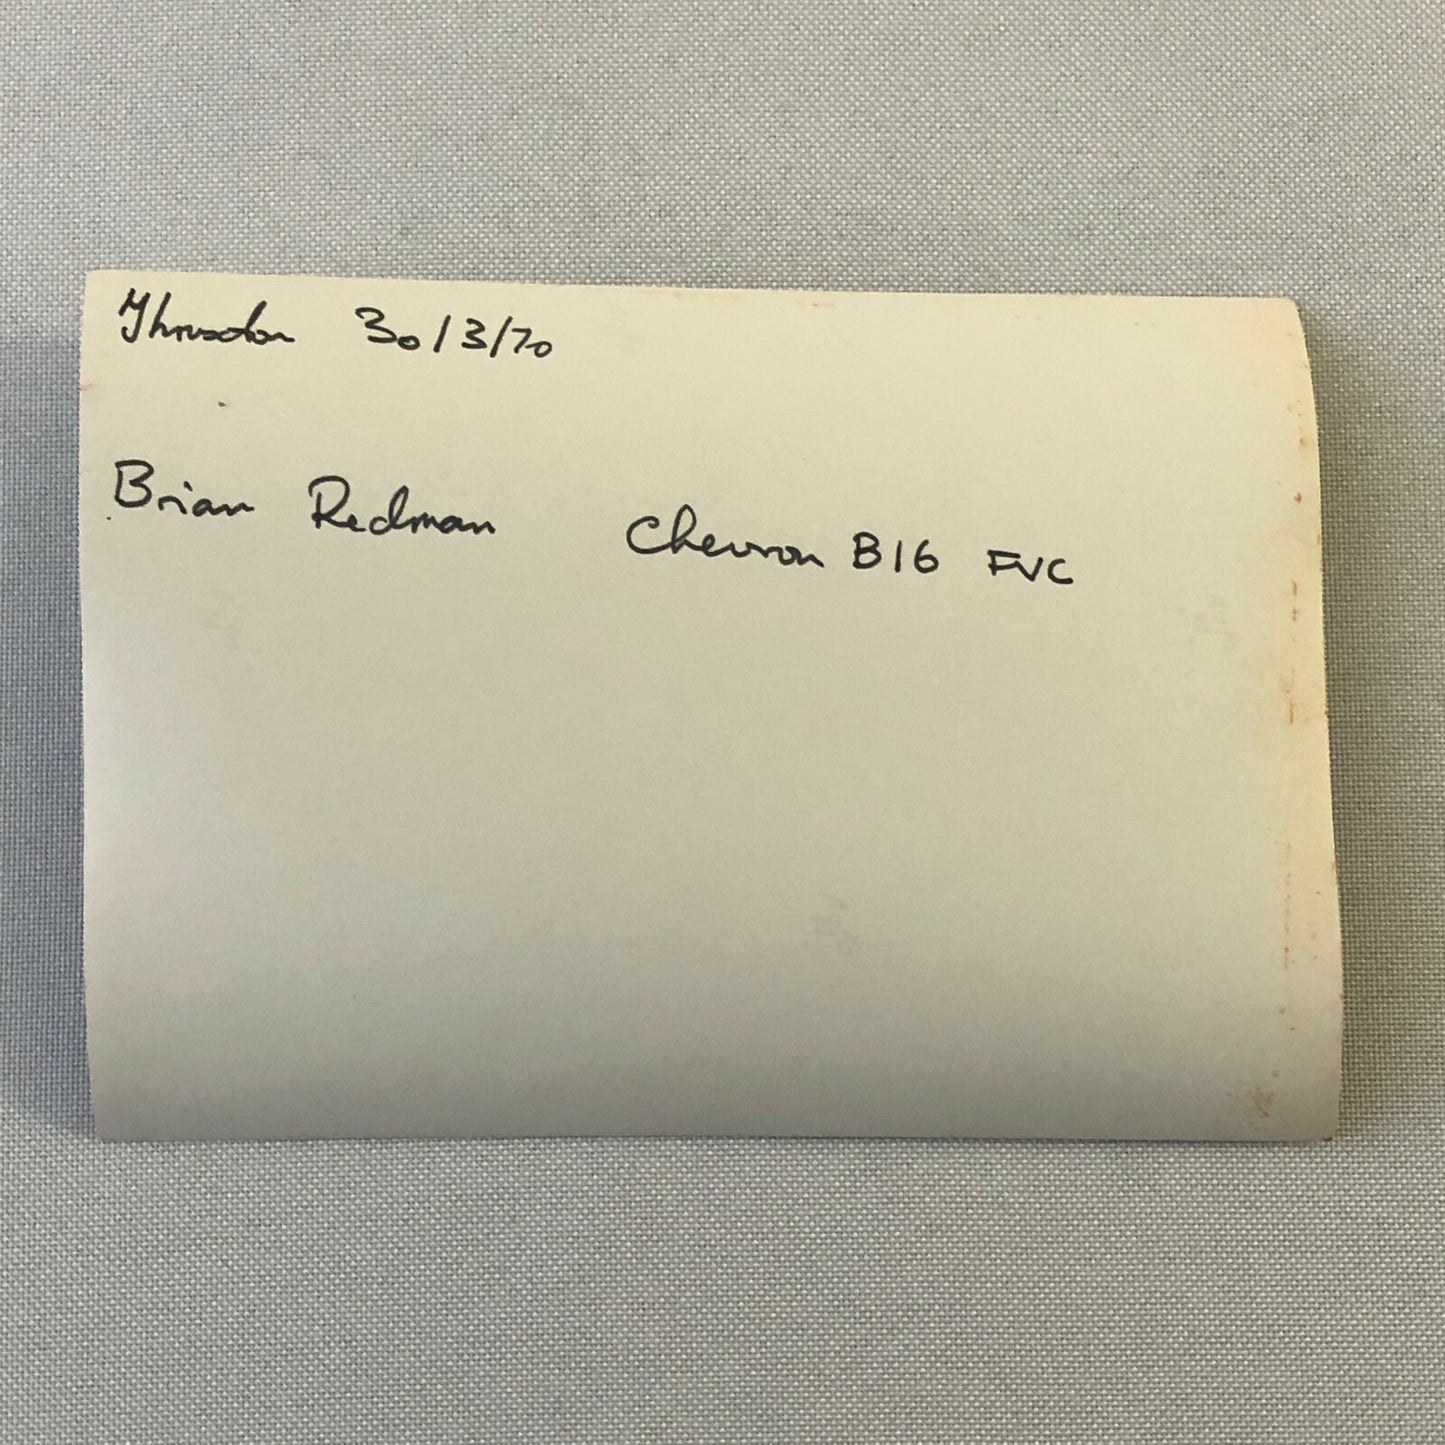 Thruxton 30/3/70
Brian Redman Chevron B16 FVC